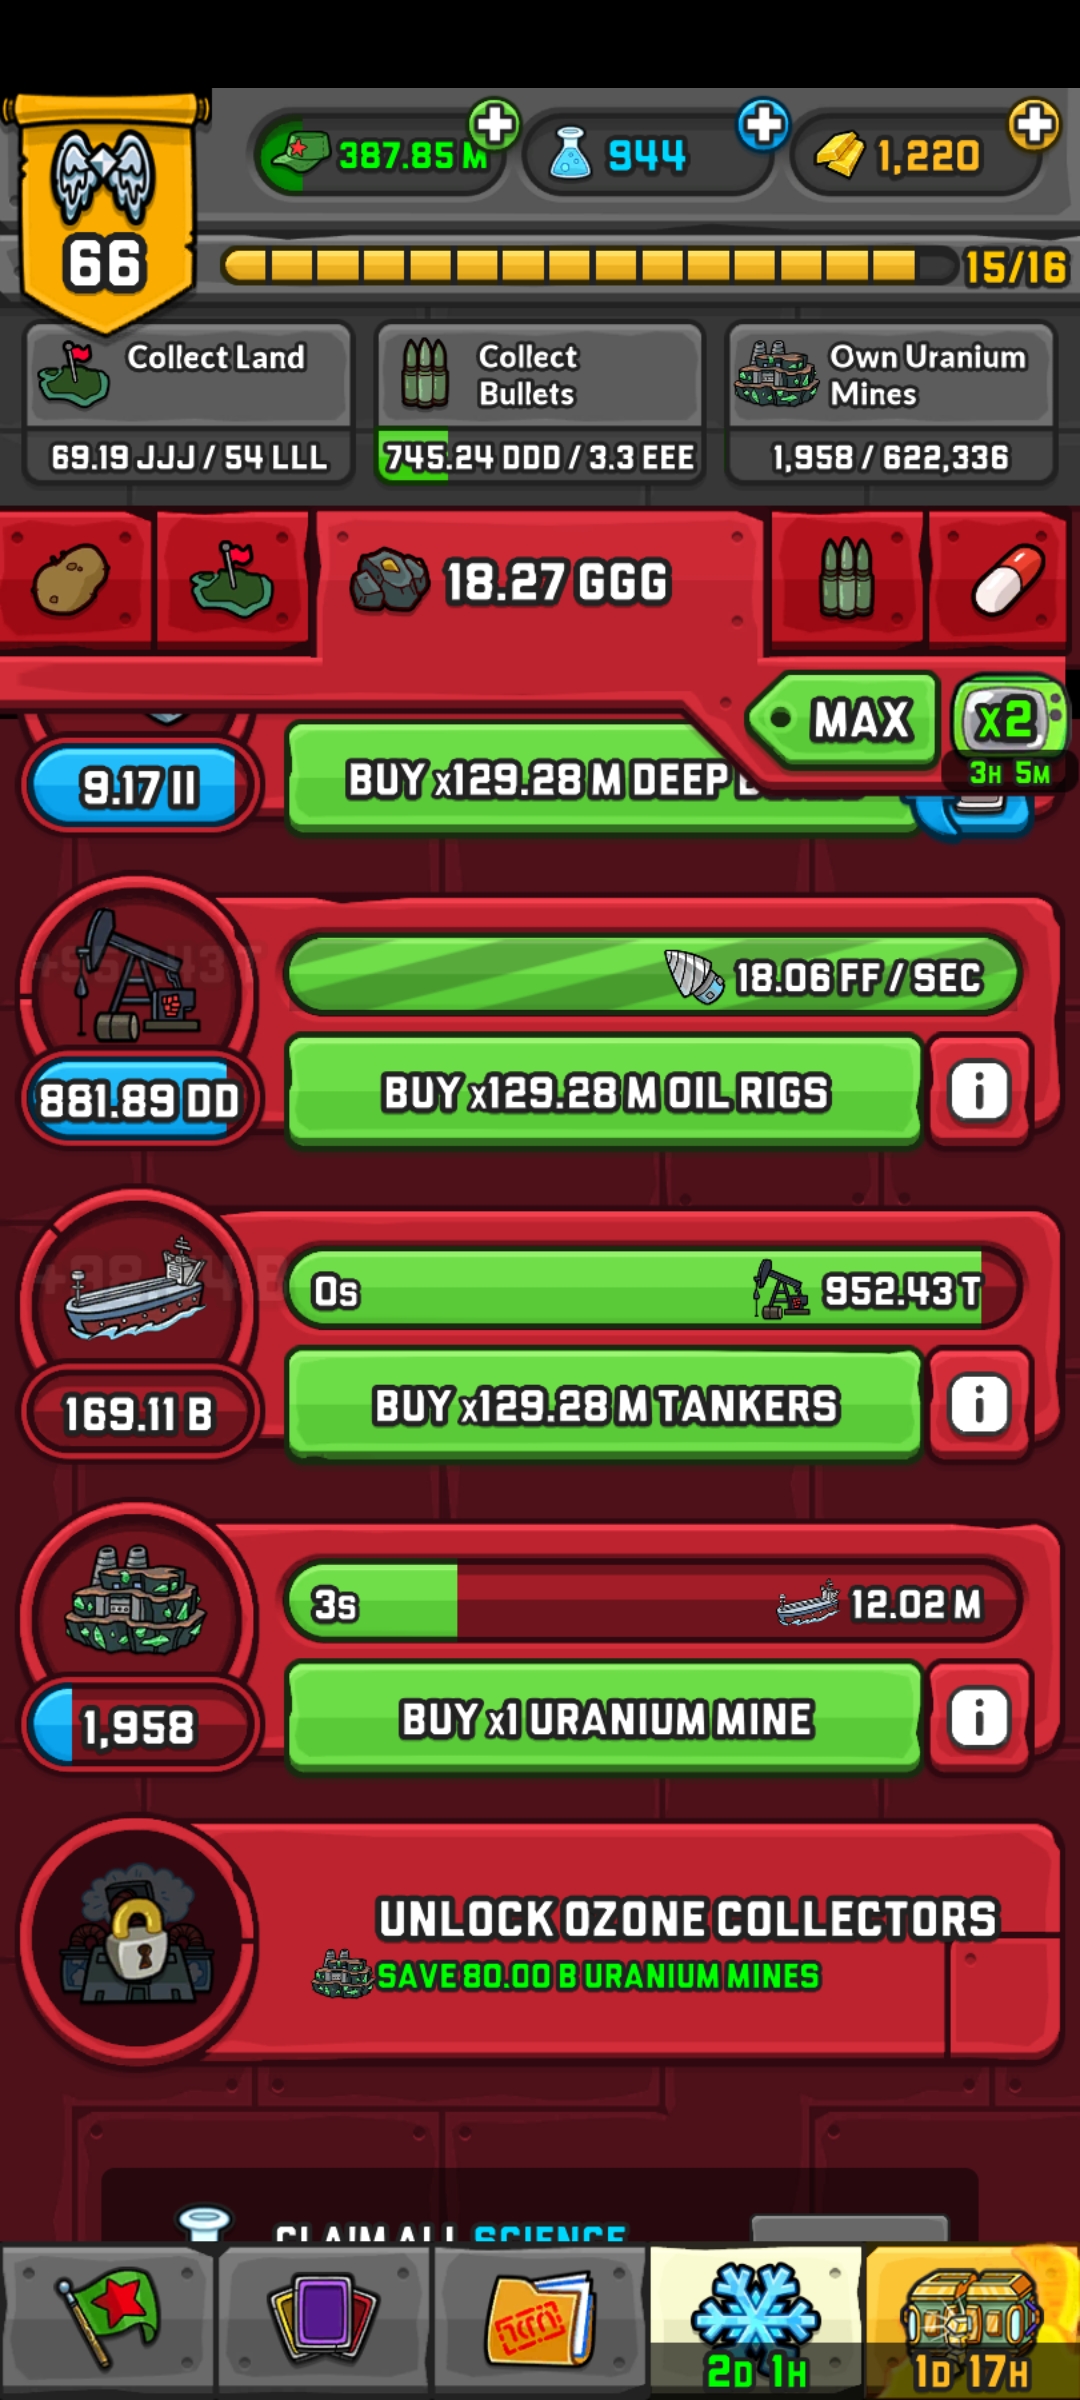 387.85 M
944
1,220
66
15/16
Collect Land
69.19 JJJ / 54 LLL
Collect
Bullets
745.24 DDD / 3.3 EEE
Own Uranium
Mines
1,958 / 622,336
18.27 GGG
MAX
x2
3H 5M
9.17 II
BUY x129.28 M DEEP
18.06 FF / SEC
881.89 DD
BUY x129.28 M OIL RIGS
i
0s
952.43 T
169.11 B
BUY x129.28 M TANKERS
i
3s
12.02 M
1,958
BUY x1 URANIUM MINE
i
UNLOCK OZONE COLLECTORS
SAVE 80.00 B URANIUM MINES
CLAIM ALL SCIENCE
2D 1H
1D 17H